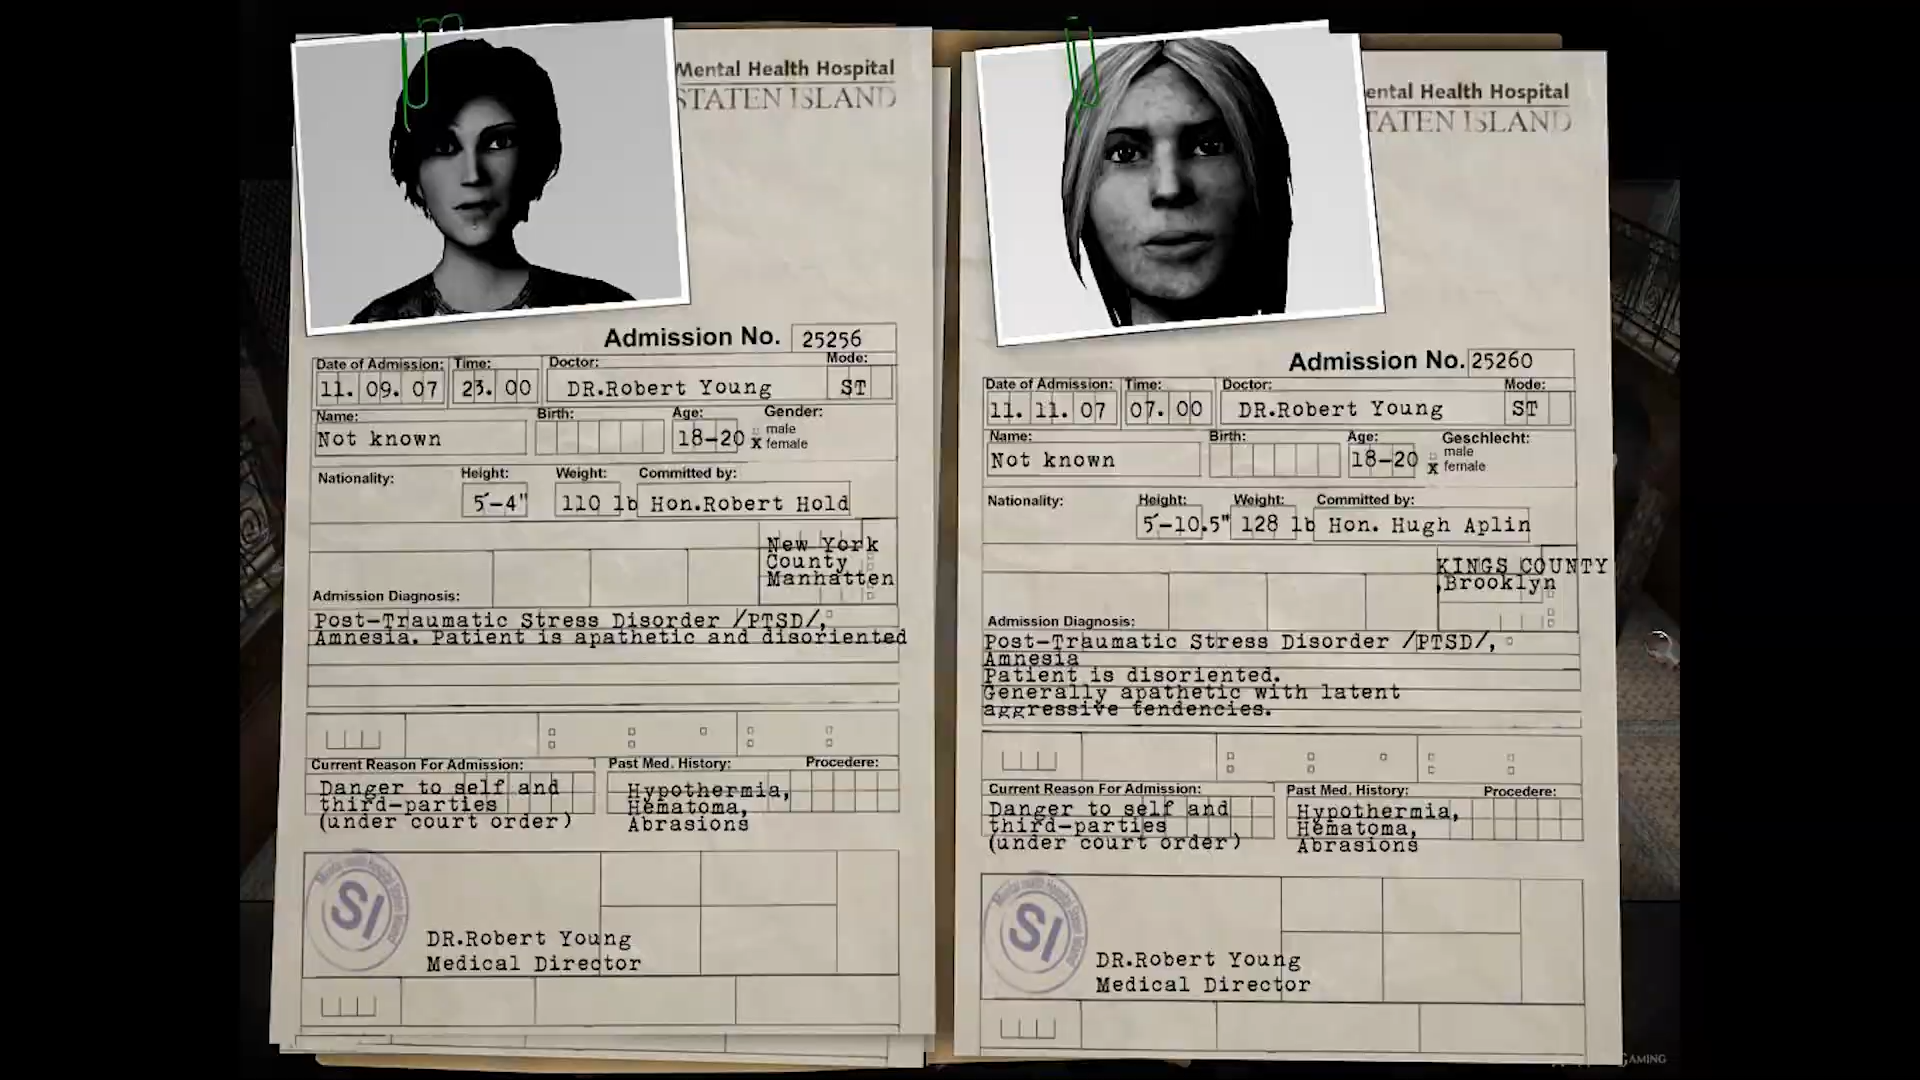 Mental Health Hospital
STATEN ISLAND
Admission No. 25256
Date of Admission: Time: Doctor: Mode:
11. 09. 07 23. 00 DR.Robert Young ST
Name: Birth: Age: Gender:
Not known 18-20 male
x female
Nationality: Height: Weight: Committed by:
5´-4" 110 lb Hon.Robert Hold
New York
County
Manhatten
Admission Diagnosis:
Post-Traumatic Stress Disorder /PTSD/,
Amnesia. Patient is apathetic and disoriented
Current Reason For Admission: Past Med. History: Procedere:
Danger to self and
third-parties
(under court order)
Hypothermia,
Hematoma,
Abrasions
SI
DR.Robert Young
Medical Director
ental Health Hospital
TATEN ISLAND
Admission No. 25260
Date of Admission: Time: Doctor: Mode:
11. 11. 07 07. 00 DR.Robert Young ST
Name: Birth: Age: Geschlecht:
Not known 18-20 male
x female
Nationality: Height: Weight: Committed by:
5´-10.5" 128 lb Hon. Hugh Aplin
KINGS COUNTY
,Brooklyn
Admission Diagnosis:
Post-Traumatic Stress Disorder /PTSD/,
Amnesia
Patient is disoriented.
Generally apathetic with latent
aggressive tendencies.
Current Reason For Admission: Past Med. History: Procedere:
Danger to self and
third-parties
(under court order)
Hypothermia,
Hematoma,
Abrasions
SI
DR.Robert Young
Medical Director
GAMING